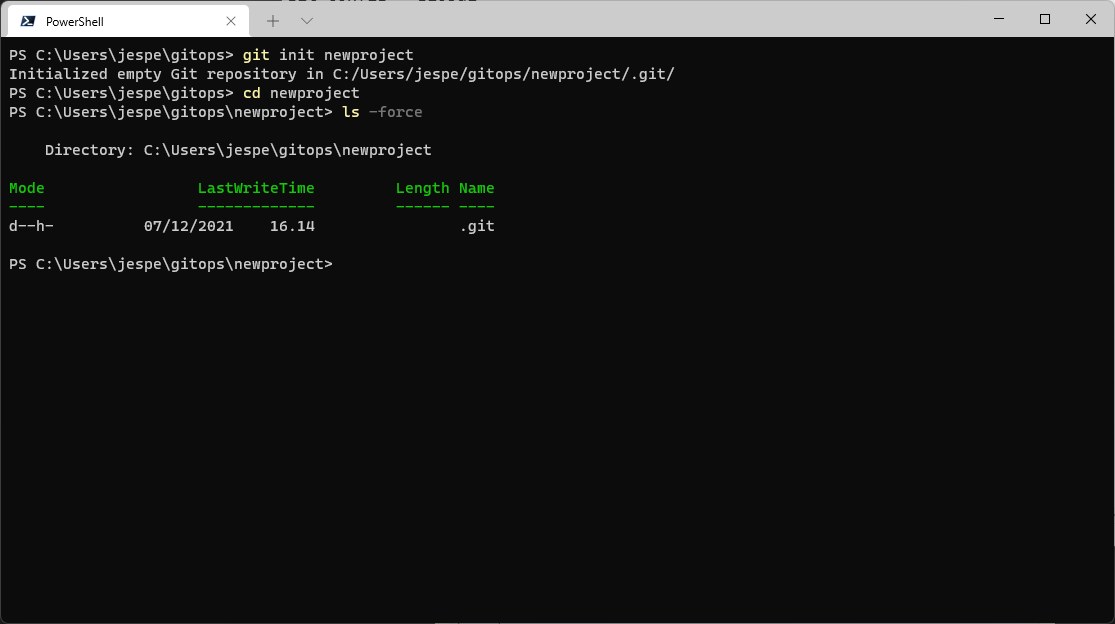 PowerShell
PS C:\Users\jespe\gitops> git init newproject
Initialized empty Git repository in C:/Users/jespe/gitops/newproject/.git/
PS C:\Users\jespe\gitops> cd newproject
PS C:\Users\jespe\gitops\newproject> ls -force
Directory: C:\Users\jespe\gitops\newproject
Mode LastWriteTime Length Name
---- ------------- ------ ----
d--h- 07/12/2021 16.14 .git
PS C:\Users\jespe\gitops\newproject>